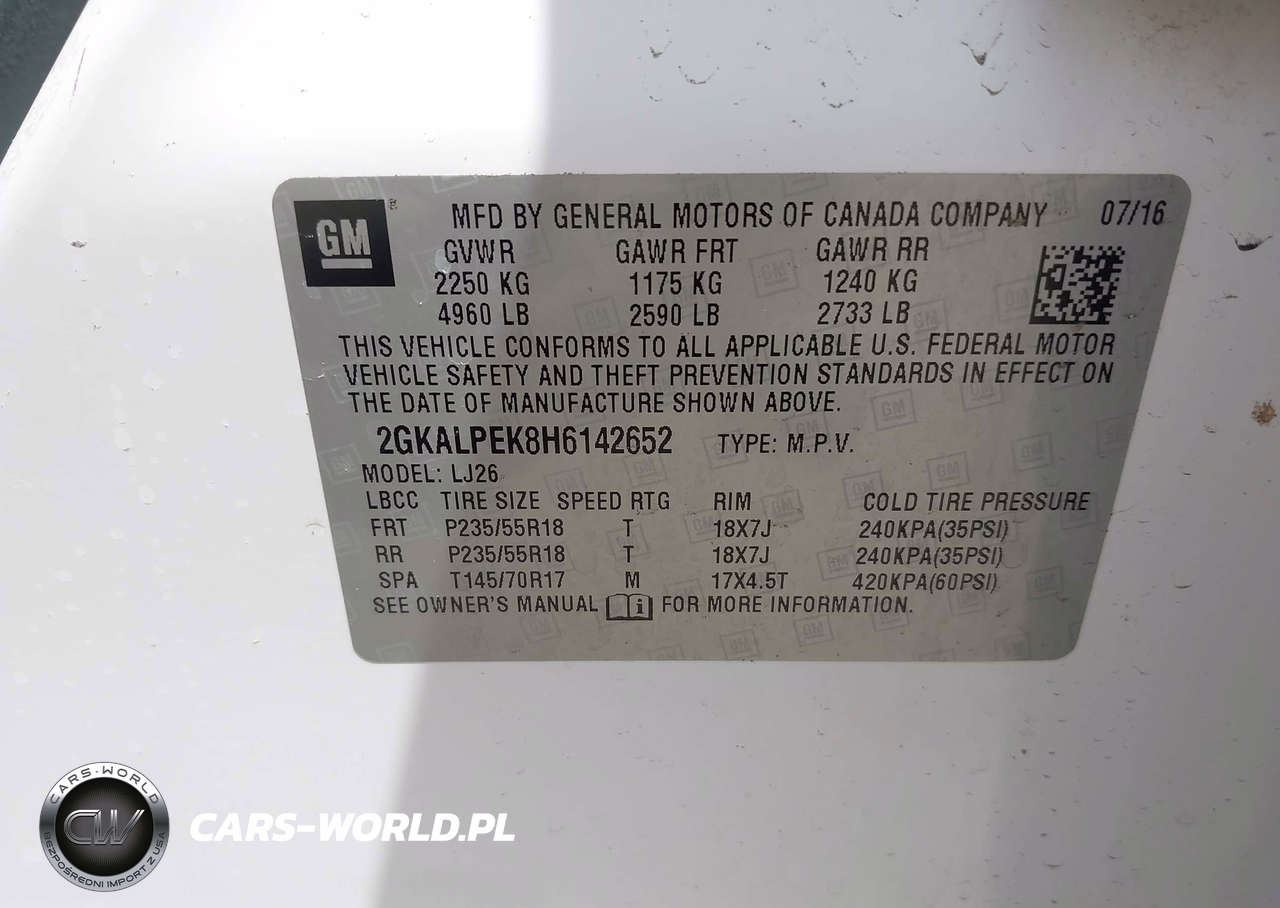 GM ®
MFD BY GENERAL MOTORS OF CANADA COMPANY 07/16
GVWR GAWR FRT GAWR RR
2250 KG 1175 KG 1240 KG
4960 LB 2590 LB 2733 LB
THIS VEHICLE CONFORMS TO ALL APPLICABLE U.S. FEDERAL MOTOR
VEHICLE SAFETY AND THEFT PREVENTION STANDARDS IN EFFECT ON
THE DATE OF MANUFACTURE SHOWN ABOVE.
2GKALPEK8H6142652 TYPE: M.P.V.
MODEL: LJ26
LBCC TIRE SIZE SPEED RTG RIM COLD TIRE PRESSURE
FRT P235/55R18 T 18X7J 240KPA(35PSI)
RR P235/55R18 T 18X7J 240KPA(35PSI)
SPA T145/70R17 M 17X4.5T 420KPA(60PSI)
SEE OWNER'S MANUAL i FOR MORE INFORMATION.
CARS-WORLD
CW
BEZPOŚREDNI IMPORT Z USA
CARS-WORLD.PL